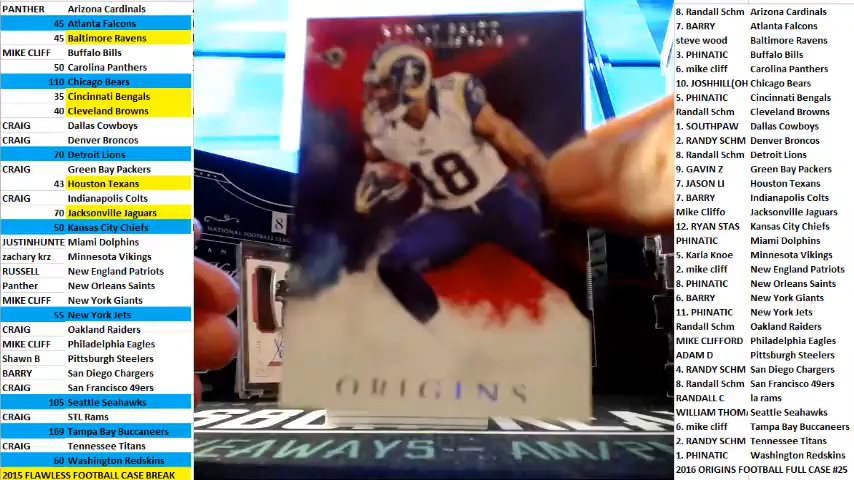 PANTHER Arizona Cardinals
45 Atlanta Falcons
45 Baltimore Ravens
MIKE CLIFF Buffalo Bills
50 Carolina Panthers
110 Chicago Bears
35 Cincinnati Bengals
40 Cleveland Browns
CRAIG Dallas Cowboys
CRAIG Denver Broncos
70 Detroit Lions
CRAIG Green Bay Packers
43 Houston Texans
CRAIG Indianapolis Colts
70 Jacksonville Jaguars
50 Kansas City Chiefs
JUSTINHUNTE Miami Dolphins
zachary krz Minnesota Vikings
RUSSELL New England Patriots
Panther New Orleans Saints
MIKE CLIFF New York Giants
55 New York Jets
CRAIG Oakland Raiders
MIKE CLIFF Philadelphia Eagles
Shawn B Pittsburgh Steelers
BARRY San Diego Chargers
CRAIG San Francisco 49ers
105 Seattle Seahawks
CRAIG STL Rams
169 Tampa Bay Buccaneers
CRAIG Tennessee Titans
60 Washington Redskins
2015 FLAWLESS FOOTBALL CASE BREAK
18
ORIGINS
8
NATIONAL FOOTBALL LEAG
EAWAYS - AM/P
8. Randall Schm Arizona Cardinals
7. BARRY Atlanta Falcons
steve wood Baltimore Ravens
3. PHINATIC Buffalo Bills
6. mike cliff Carolina Panthers
10. JOSHHILL(OH Chicago Bears
5. PHINATIC Cincinnati Bengals
Randall Schm Cleveland Browns
1. SOUTHPAW Dallas Cowboys
2. RANDY SCHM Denver Broncos
8. Randall Schm Detroit Lions
9. GAVIN Z Green Bay Packers
7. JASON LI Houston Texans
7. BARRY Indianapolis Colts
Mike Cliffo Jacksonville Jaguars
12. RYAN STAS Kansas City Chiefs
PHINATIC Miami Dolphins
5. Karla Knoe Minnesota Vikings
2. mike cliff New England Patriots
8. PHINATIC New Orleans Saints
6. BARRY New York Giants
11. PHINATIC New York Jets
Randall Schm Oakland Raiders
MIKE CLIFFORD Philadelphia Eagles
ADAM D Pittsburgh Steelers
4. RANDY SCHM San Diego Chargers
8. Randall Schm San Francisco 49ers
RANDALL C la rams
WILLIAM THOMA Seattle Seahawks
6. mike cliff Tampa Bay Buccaneers
2. RANDY SCHM Tennessee Titans
1. PHINATIC Washington Redskins
2016 ORIGINS FOOTBALL FULL CASE #25